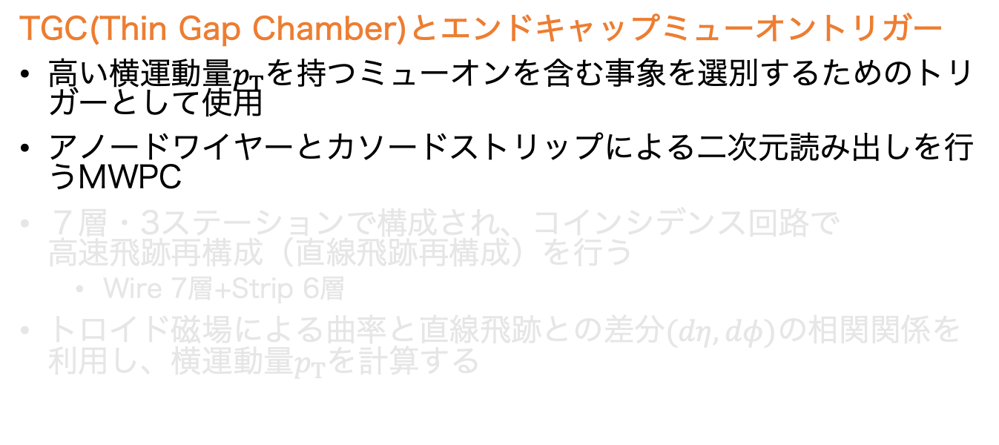 TGC(Thin Gap Chamber)とエンドキャップミューオントリガー
• 高い横運動量pTを持つミューオンを含む事象を選別するためのトリ
ガーとして使用
• アノードワイヤーとカソードストリップによる二次元読み出しを行
うMWPC
• ７層・3ステーションで構成され、コインシデンス回路で
高速飛跡再構成（直線飛跡再構成）を行う
• Wire 7層+Strip 6層
• トロイド磁場による曲率と直線飛跡との差分(dη, dϕ)の相関関係を
利用し、横運動量pTを計算する